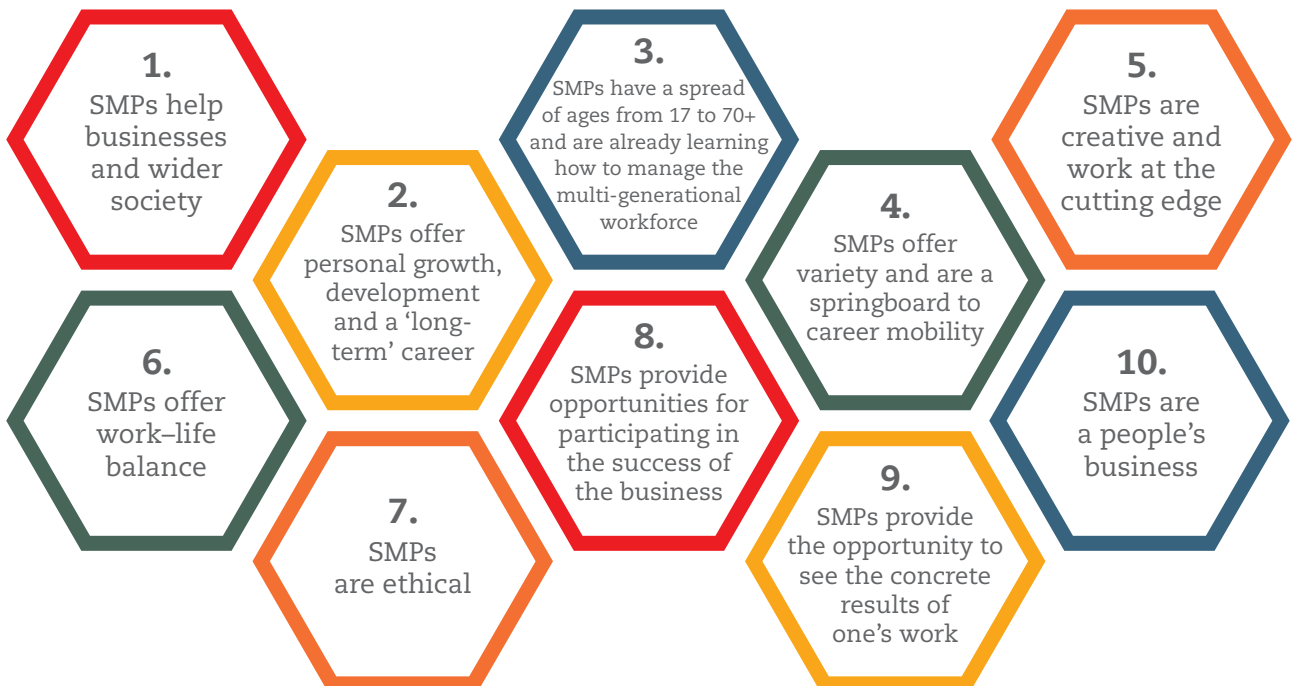 1.
SMPs help
businesses
and wider
society
2.
SMPs offer
personal growth,
development
and a ‘long-
term’ career
3.
SMPs have a spread
of ages from 17 to 70+
and are already learning
how to manage the
multi-generational
workforce
4.
SMPs offer
variety and are a
springboard to
career mobility
5.
SMPs are
creative and
work at the
cutting edge
6.
SMPs offer
work–life
balance
7.
SMPs
are ethical
8.
SMPs provide
opportunities for
participating in
the success of
the business
9.
SMPs provide
the opportunity to
see the concrete
results of
one’s work
10.
SMPs are
a people’s
business